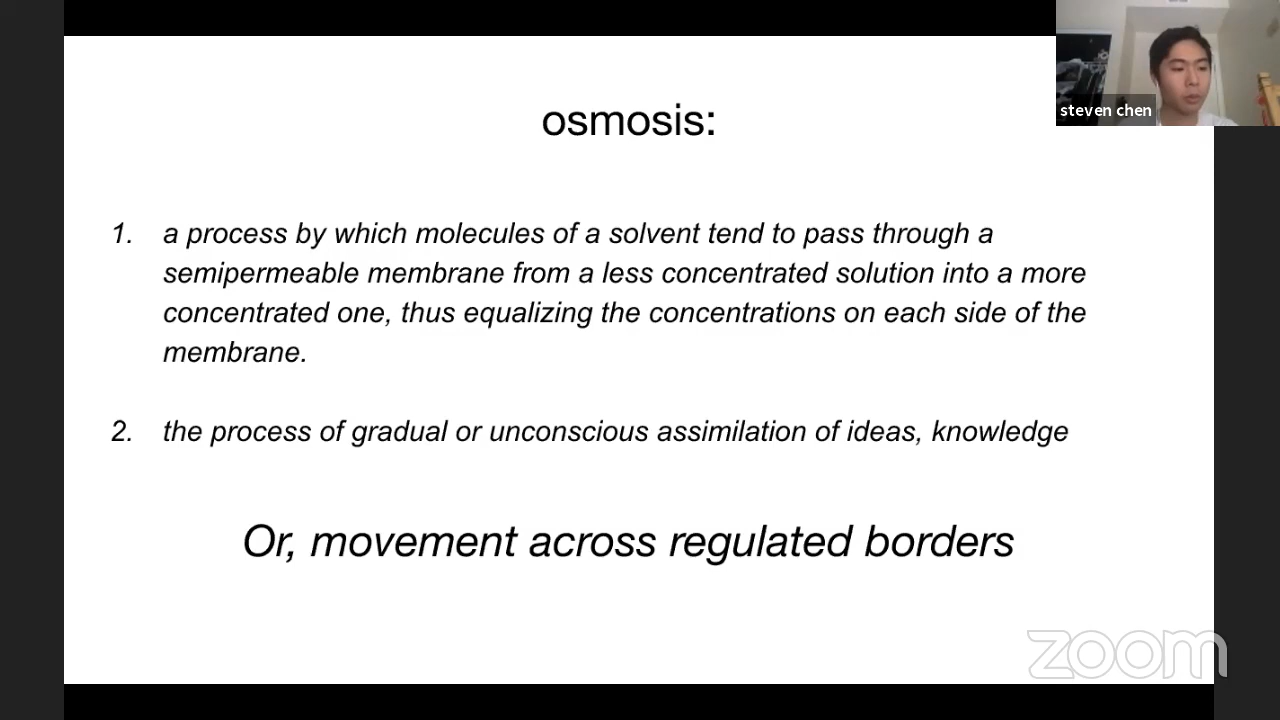 steven chen
osmosis:
1. a process by which molecules of a solvent tend to pass through a
semipermeable membrane from a less concentrated solution into a more
concentrated one, thus equalizing the concentrations on each side of the
membrane.
2. the process of gradual or unconscious assimilation of ideas, knowledge
Or, movement across regulated borders
zoom